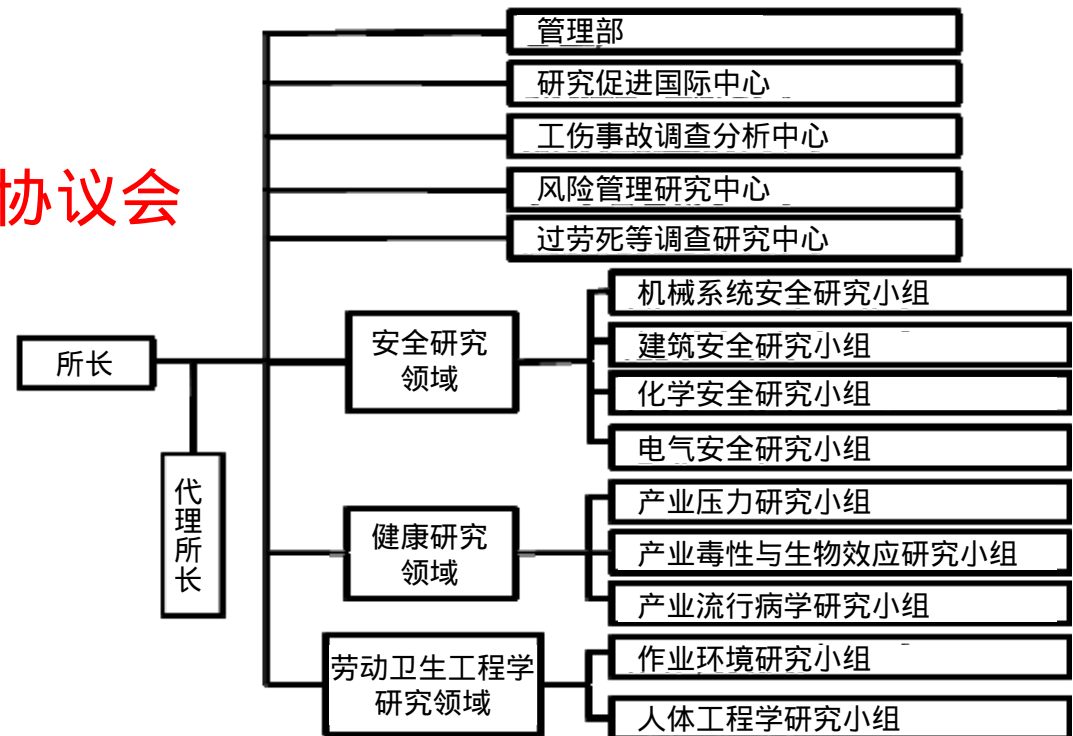 管理部
研究促进国际中心
工伤事故调查分析中心
协议会
风险管理研究中心
过劳死等调查研究中心
机械系统安全研究小组
安全研究
领域
建筑安全研究小组
所长
化学安全研究小组
电气安全研究小组
代理所长
产业压力研究小组
健康研究
领域
产业毒性与生物效应研究小组
产业流行病学研究小组
劳动卫生工程学
研究领域
作业环境研究小组
人体工程学研究小组